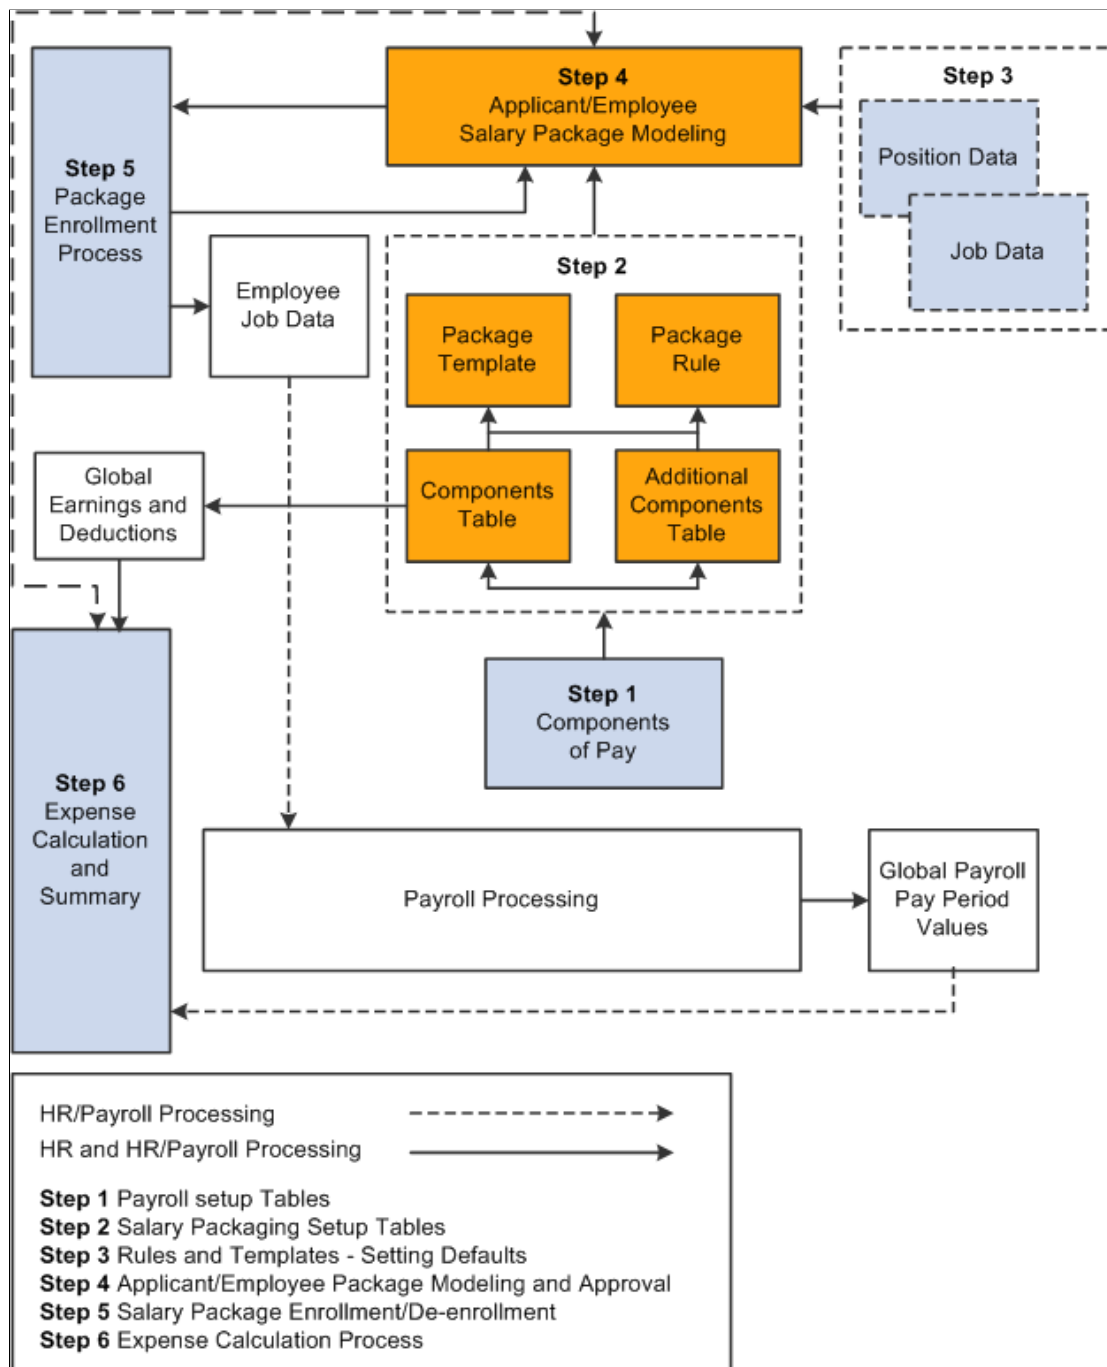 Step 4
Applicant/Employee
Salary Package Modeling
Step 3
Position Data
Job Data
Step 5
Package
Enrollment
Process
Employee
Job Data
Step 2
Package
Template
Package
Rule
Components
Table
Additional
Components
Table
Global
Earnings and
Deductions
Step 1
Components
of Pay
Step 6
Expense
Calculation
and
Summary
Payroll Processing
Global Payroll
Pay Period
Values
HR/Payroll Processing
HR and HR/Payroll Processing
Step 1 Payroll setup Tables
Step 2 Salary Packaging Setup Tables
Step 3 Rules and Templates - Setting Defaults
Step 4 Applicant/Employee Package Modeling and Approval
Step 5 Salary Package Enrollment/De-enrollment
Step 6 Expense Calculation Process